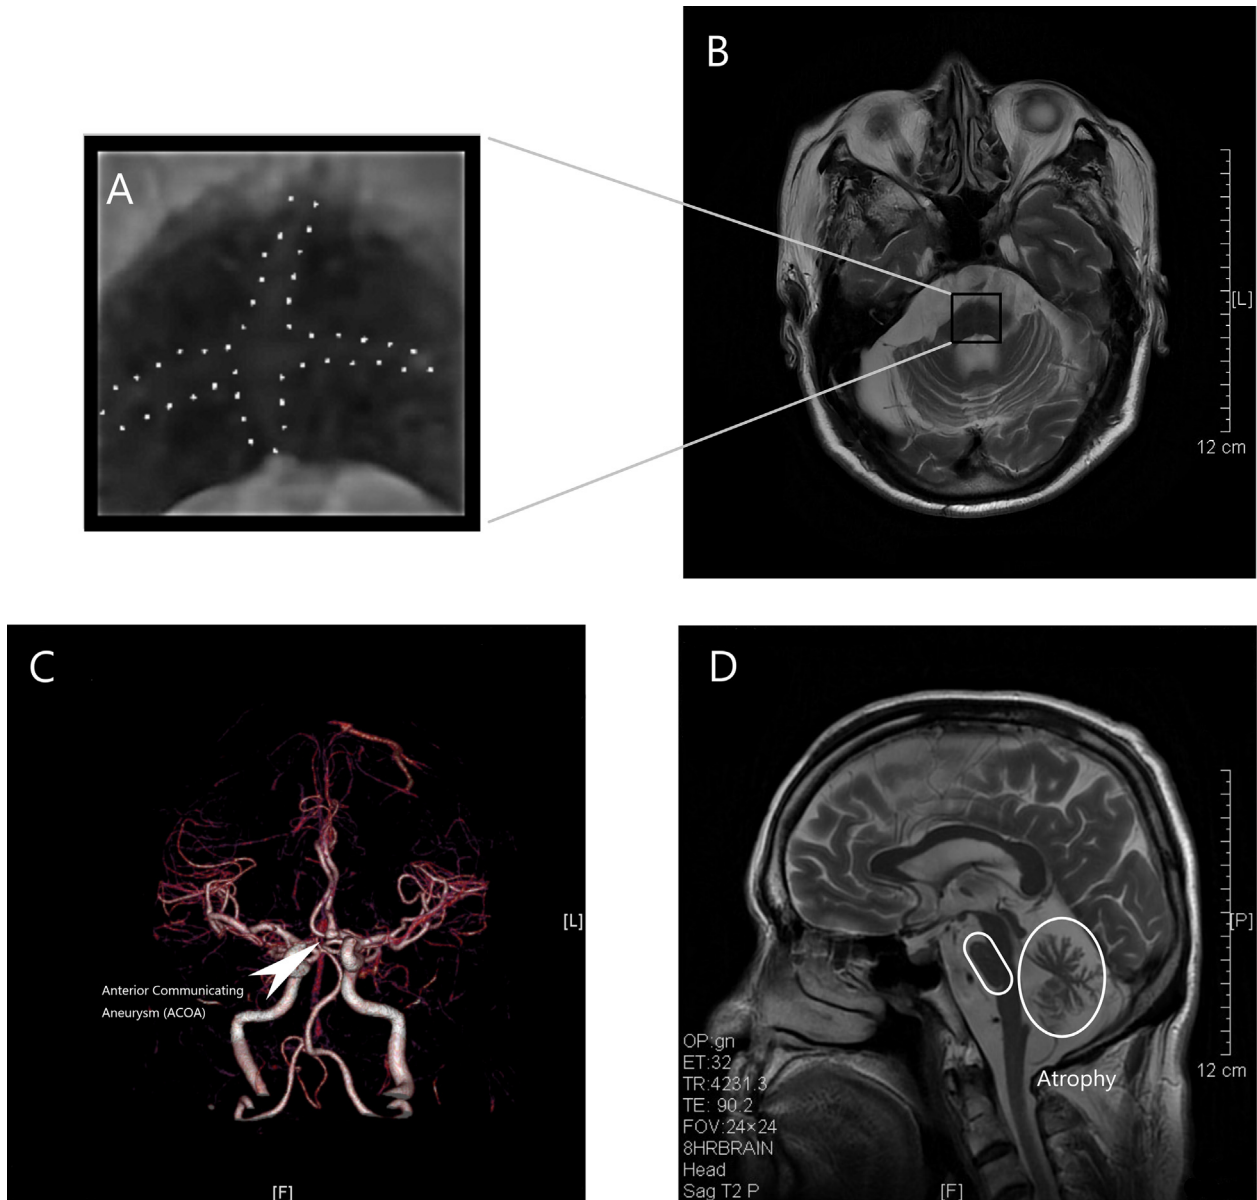 A
B
[L]
12 cm
C
[L]
Anterior Communicating
Aneurysm (ACOA)
[F]
D
[P]
OP:gn
ET:32
TR:4231.3
TE: 90.2
FOV:24×24
8HRBRAIN
Head
Sag T2 P
12 cm
Atrophy
[F]